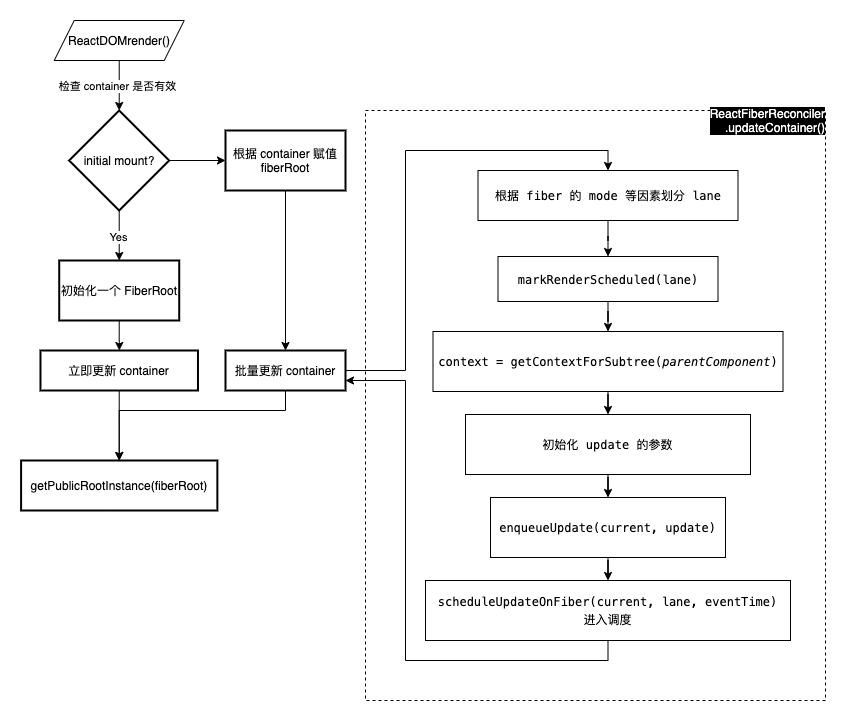 ReactDOMrender()
检查 container 是否有效
initial mount?
Yes
初始化一个 FiberRoot
立即更新 container
getPublicRootInstance(fiberRoot)
根据 container 赋值
fiberRoot
批量更新 container
ReactFiberReconciler
.updateContainer()
根据 fiber 的 mode 等因素划分 lane
markRenderScheduled(lane)
context = getContextForSubtree(parentComponent)
初始化 update 的参数
enqueueUpdate(current, update)
scheduleUpdateOnFiber(current, lane, eventTime)
进入调度